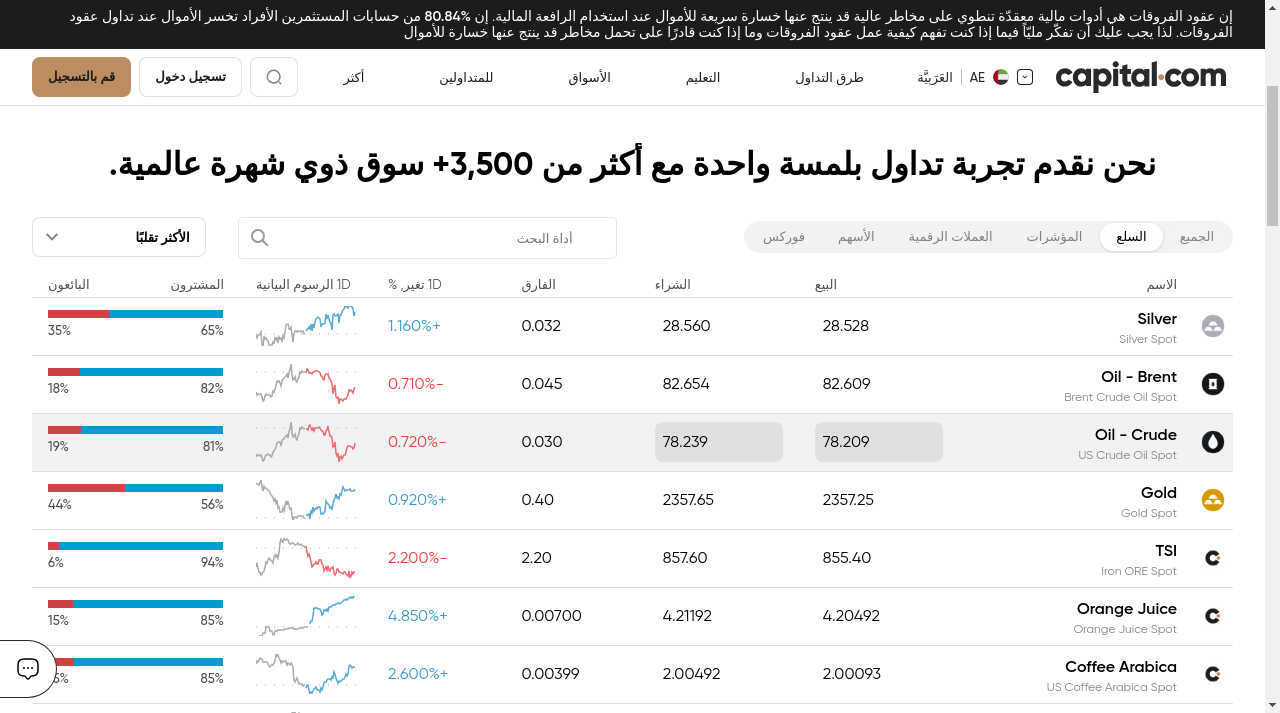 إن عقود الفروقات هي أدوات مالية معقدّة تنطوي على مخاطر عالية قد ينتج عنها خسارة سريعة للأموال عند استخدام الرافعة المالية. إن 80.84% من حسابات المستثمرين الأفراد تخسر الأموال عند تداول عقود
الفروقات. لذا يجب عليك أن تفكّر مليّاً فيما إذا كنت تفهم كيفية عمل عقود الفروقات وما إذا كنت قادرًا على تحمل مخاطر قد ينتج عنها خسارة للأموال
capital.com AE العَرَبيَّة طرق التداول التعليم الأسواق للمتداولين أكثر تسجيل دخول قم بالتسجيل
نحن نقدم تجربة تداول بلمسة واحدة مع أكثر من 3,500+ سوق ذوي شهرة عالمية.
الجميع السلع المؤشرات العملات الرقمية الأسهم فوركس أداة البحث الأكثر تقلبًا
الاسم البيع الشراء الفارق 1D تغير, % 1D الرسوم البيانية المشترون البائعون
Silver 28.528 28.560 0.032 1.160%+ 65% 35%
Silver Spot
Oil - Brent 82.609 82.654 0.045 0.710%- 82% 18%
Brent Crude Oil Spot
Oil - Crude 78.209 78.239 0.030 0.720%- 81% 19%
US Crude Oil Spot
Gold 2357.25 2357.65 0.40 0.920%+ 56% 44%
Gold Spot
TSI 855.40 857.60 2.20 2.200%- 94% 6%
Iron ORE Spot
Orange Juice 4.20492 4.21192 0.00700 4.850%+ 85% 15%
Orange Juice Spot
Coffee Arabica 2.00093 2.00492 0.00399 2.600%+ 85%
US Coffee Arabica Spot